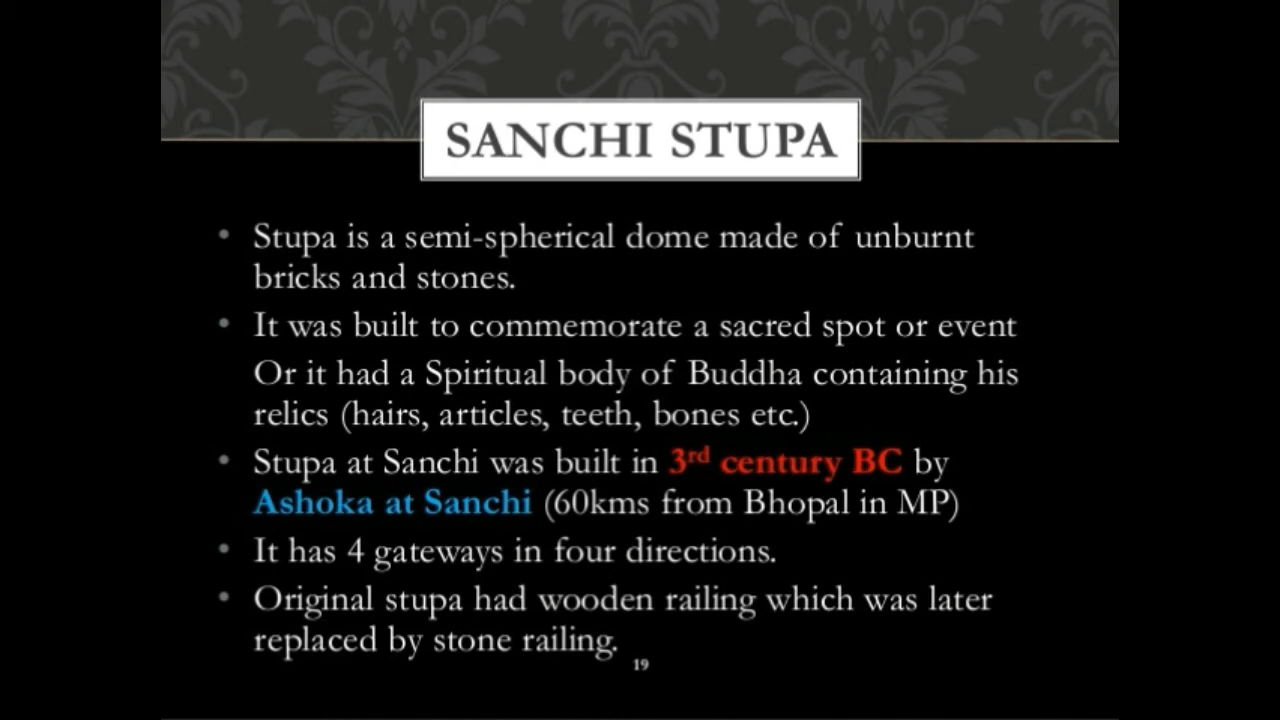 SANCHI STUPA
• Stupa is a semi-spherical dome made of unburnt
bricks and stones.
• It was built to commemorate a sacred spot or event
Or it had a Spiritual body of Buddha containing his
relics (hairs, articles, teeth, bones etc.)
• Stupa at Sanchi was built in 3rd century BC by
Ashoka at Sanchi (60kms from Bhopal in MP)
• It has 4 gateways in four directions.
• Original stupa had wooden railing which was later
replaced by stone railing.
19